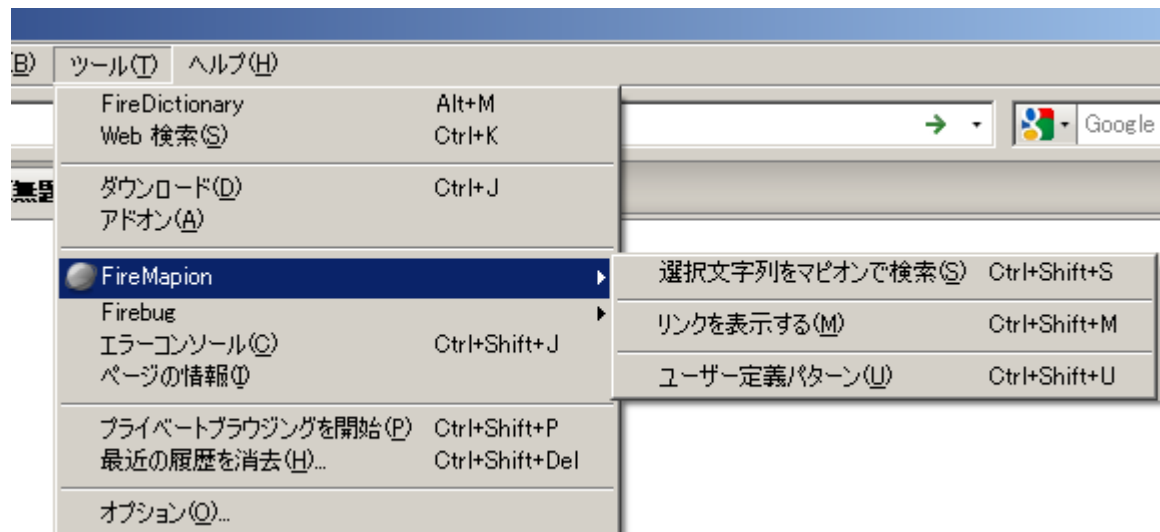 (B) ツール(T) ヘルプ(H)
Google
FireDictionary Alt+M
Web 検索(S) Ctrl+K
ダウンロード(D) Ctrl+J
アドオン(A)
FireMapion
Firebug
エラーコンソール(C) Ctrl+Shift+J
ページの情報(I)
プライベートブラウジングを開始(P) Ctrl+Shift+P
最近の履歴を消去(H)... Ctrl+Shift+Del
オプション(O)...
選択文字列をマピオンで検索(S) Ctrl+Shift+S
リンクを表示する(M) Ctrl+Shift+M
ユーザー定義パターン(U) Ctrl+Shift+U